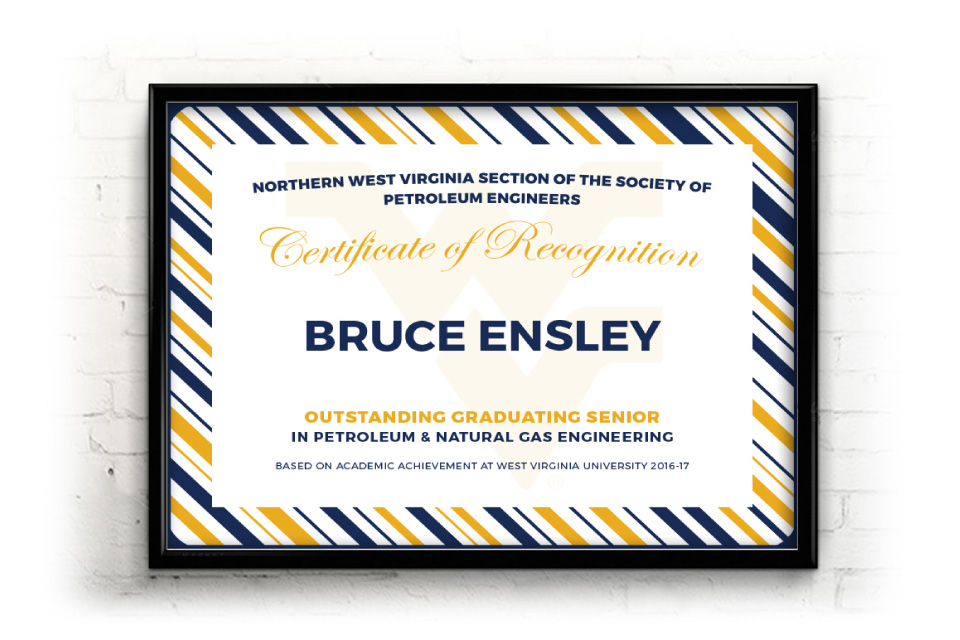 NORTHERN WEST VIRGINIA SECTION OF THE SOCIETY OF
PETROLEUM ENGINEERS
Certificate of Recognition
BRUCE ENSLEY
OUTSTANDING GRADUATING SENIOR
IN PETROLEUM & NATURAL GAS ENGINEERING
BASED ON ACADEMIC ACHIEVEMENT AT WEST VIRGINIA UNIVERSITY 2016-17